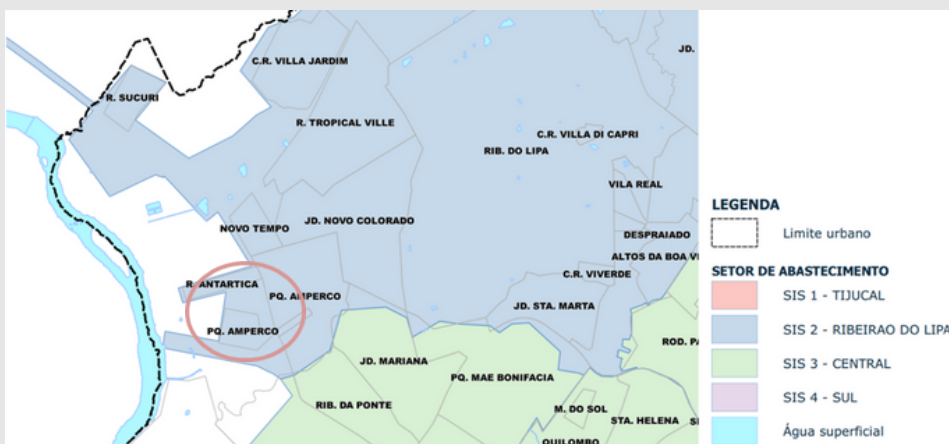 C.R. VILLA JARDIM
JD.
R. SUCURI
R. TROPICAL VILLE
C.R. VILLA DI CAPRI
RIB. DO LIPA
VILA REAL
JD. NOVO COLORADO
NOVO TEMPO
DESPRAIADO
ALTOS DA BOA VI
C.R. VIVERDE
R. ANTARTICA
PQ. AMPERCO
JD. STA. MARTA
PQ. AMPERCO
ROD. PA
JD. MARIANA
PQ. MAE BONIFACIA
RIB. DA PONTE
M. DO SOL
STA. HELENA
QUILOMBO
LEGENDA
Limite urbano
SETOR DE ABASTECIMENTO
SIS 1 - TIJUCAL
SIS 2 - RIBEIRAO DO LIPA
SIS 3 - CENTRAL
SIS 4 - SUL
Água superficial